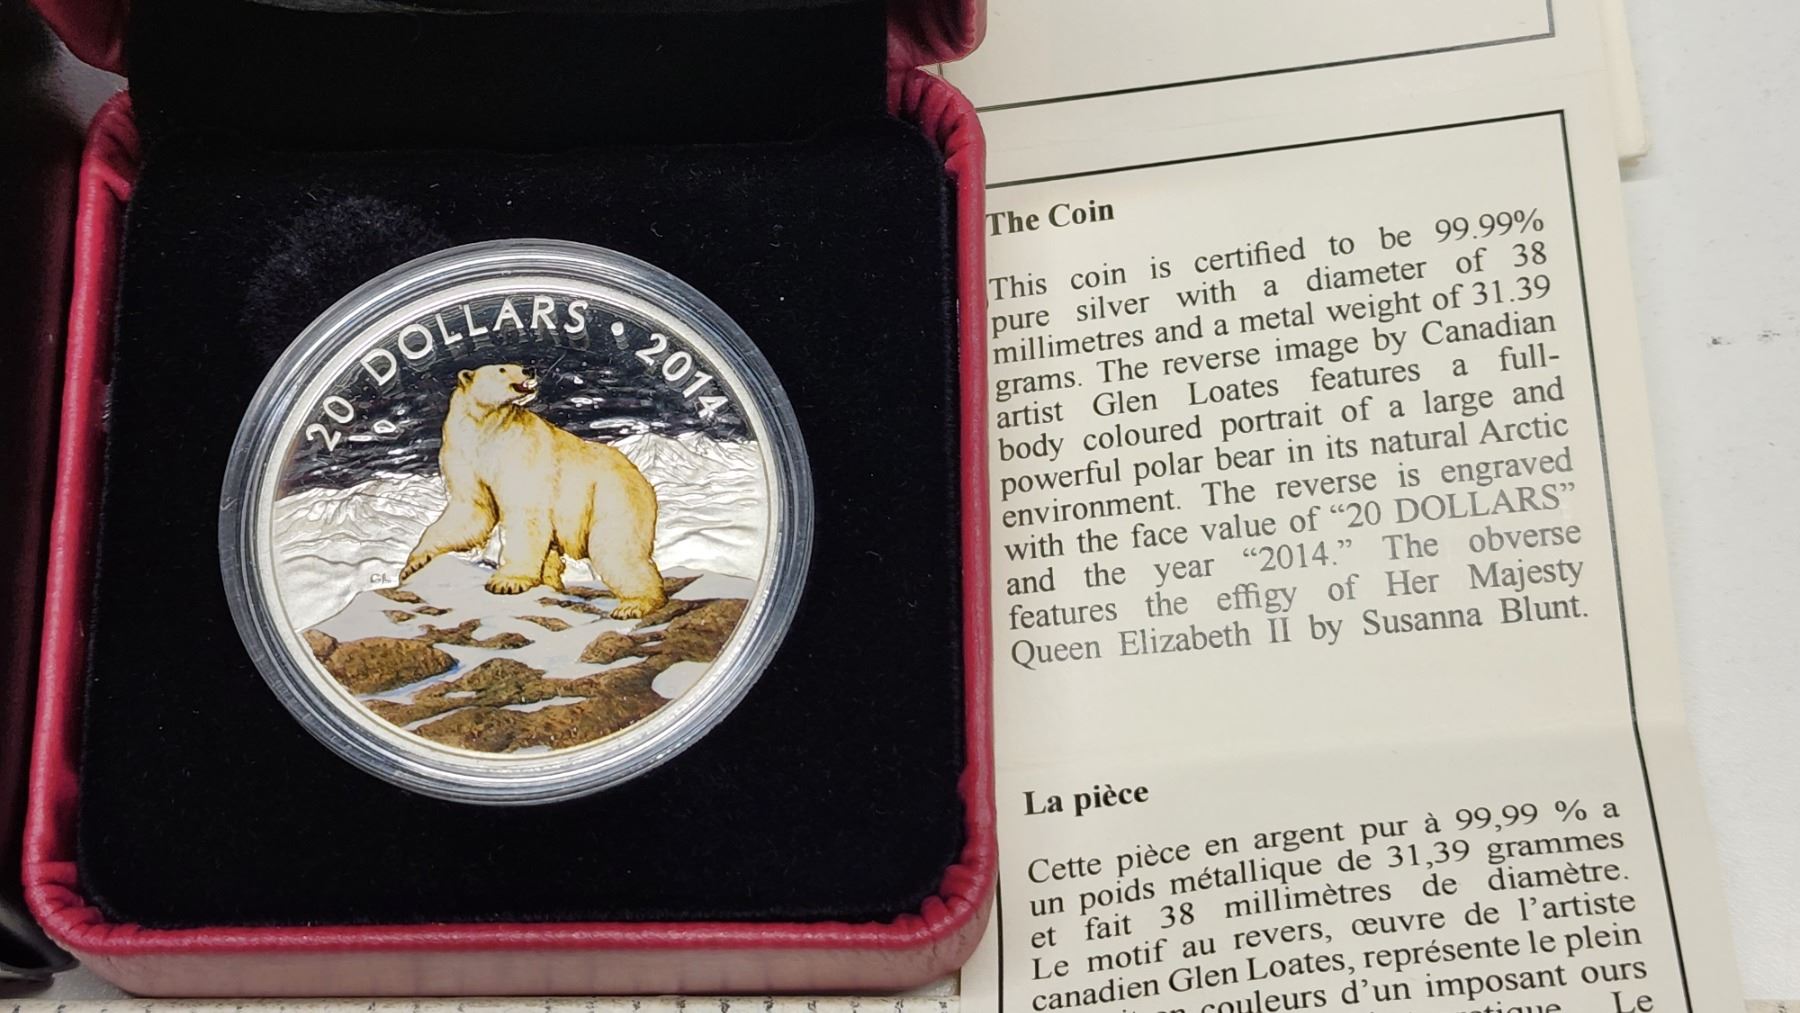 20 DOLLARS • 2014
GL
The Coin
This coin is certified to be 99.99%
pure silver with a diameter of 38
millimetres and a metal weight of 31.39
grams. The reverse image by Canadian
artist Glen Loates features a full-
body coloured portrait of a large and
powerful polar bear in its natural Arctic
environment. The reverse is engraved
with the face value of “20 DOLLARS”
and the year “2014.” The obverse
features the effigy of Her Majesty
Queen Elizabeth II by Susanna Blunt.
La pièce
Cette pièce en argent pur à 99,99 % a
un poids métallique de 31,39 grammes
et fait 38 millimètres de diamètre.
Le motif au revers, œuvre de l’artiste
canadien Glen Loates, représente le plein
couleurs d’un imposant ours
Le